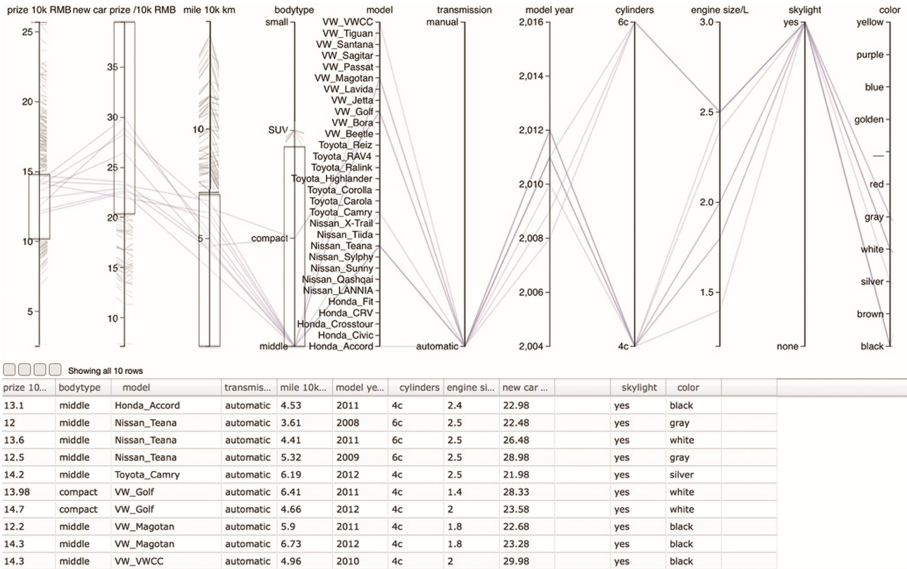 prize 10k RMB new car prize /10k RMB mile 10k km bodytype model transmission model year cylinders engine size/L skylight color
25
20
15
10
5
35
30
25
20
15
10
10
5
small
SUV
compact
middle
VW_VWCC
VW_Tiguan
VW_Santana
VW_Sagitar
VW_Passat
VW_Magotan
VW_Lavida
VW_Jetta
VW_Golf
VW_Bora
VW_Beetle
Toyota_Reiz
Toyota_RAV4
Toyota_Ralink
Toyota_Highlander
Toyota_Corolla
Toyota_Carola
Toyota_Camry
Nissan_X-Trail
Nissan_Tiida
Nissan_Teana
Nissan_Sylphy
Nissan_Sunny
Nissan_Qashqai
Nissan_LANNIA
Honda_Fit
Honda_CRV
Honda_Crosstour
Honda_Civic
Honda_Accord
manual
automatic
2,016
2,014
2,012
2,010
2,008
2,006
2,004
6c
4c
3.0
2.5
2.0
1.5
yes
none
yellow
purple
blue
golden
—
red
gray
white
silver
brown
black
Showing all 10 rows
prize 10... bodytype model transmis... mile 10k... model ye... cylinders engine si... new car ... skylight color
13.1 middle Honda_Accord automatic 4.53 2011 4c 2.4 22.98 yes black
12 middle Nissan_Teana automatic 3.61 2008 6c 2.5 22.48 yes gray
13.6 middle Nissan_Teana automatic 4.41 2011 6c 2.5 26.48 yes white
12.5 middle Nissan_Teana automatic 5.32 2009 6c 2.5 28.98 yes gray
14.2 middle Toyota_Camry automatic 6.19 2012 4c 2.5 21.98 yes silver
13.98 compact VW_Golf automatic 6.41 2011 4c 1.4 28.33 yes white
14.7 compact VW_Golf automatic 4.66 2012 4c 2 23.58 yes white
12.2 middle VW_Magotan automatic 5.9 2011 4c 1.8 22.68 yes black
14.3 middle VW_Magotan automatic 6.73 2012 4c 1.8 23.28 yes black
14.3 middle VW_VWCC automatic 4.96 2010 4c 2 29.98 yes black